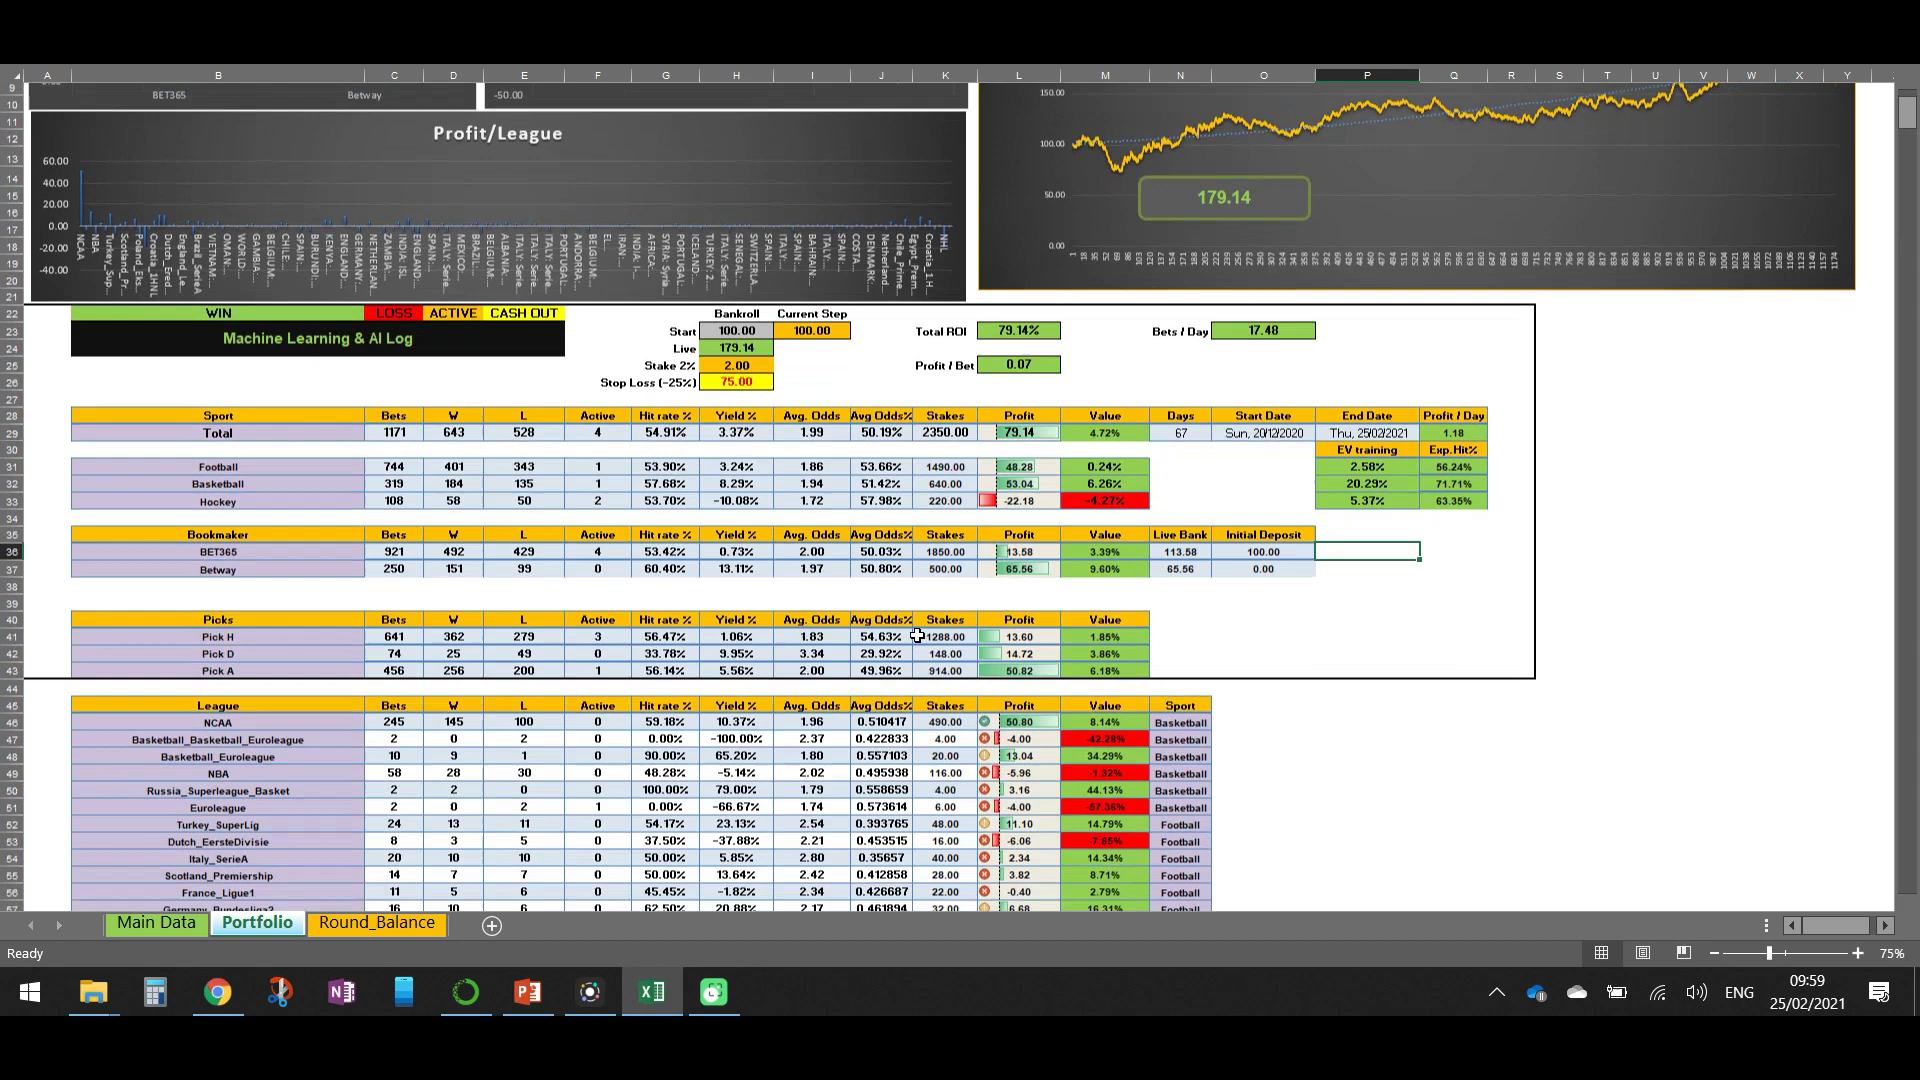 A B C D E F G H I J K L M N O P Q R S T U V W X Y
BET365 Betway -50.00
Profit/League
60.00
40.00
20.00
0.00
-20.00
-40.00
150.00
100.00
50.00
0.00
179.14
WIN LOSS ACTIVE CASH OUT Bankroll Current Step
Machine Learning & AI Log
Start 100.00 100.00 Total ROI 79.14% Bets / Day 17.48
Live 179.14
Stake 2% 2.00 Profit / Bet 0.07
Stop Loss (-25%) 75.00
Sport Bets W L Active Hit rate % Yield % Avg. Odds Avg Odds% Stakes Profit Value Days Start Date End Date Profit / Day
Total 1171 643 528 4 54.91% 3.37% 1.99 50.19% 2350.00 79.14 4.72% 67 Sun, 20/12/2020 Thu, 25/02/2021 1.18
EV training Exp.Hit%
Football 744 401 343 1 53.90% 3.24% 1.86 53.66% 1490.00 48.28 0.24% 2.58% 56.24%
Basketball 319 184 135 1 57.68% 8.29% 1.94 51.42% 640.00 53.04 6.26% 20.29% 71.71%
Hockey 108 58 50 2 53.70% -10.08% 1.72 57.98% 220.00 -22.18 -4.27% 5.37% 63.35%
Bookmaker Bets W L Active Hit rate % Yield % Avg. Odds Avg Odds% Stakes Profit Value Live Bank Initial Deposit
BET365 921 492 429 4 53.42% 0.73% 2.00 50.03% 1850.00 13.58 3.39% 113.58 100.00
Betway 250 151 99 0 60.40% 13.11% 1.97 50.80% 500.00 65.56 9.60% 65.56 0.00
Picks Bets W L Active Hit rate % Yield % Avg. Odds Avg Odds% Stakes Profit Value
Pick H 641 362 279 3 56.47% 1.06% 1.83 54.63% 1288.00 13.60 1.85%
Pick D 74 25 49 0 33.78% 9.95% 3.34 29.92% 148.00 14.72 3.86%
Pick A 456 256 200 1 56.14% 5.56% 2.00 49.96% 914.00 50.82 6.18%
League Bets W L Active Hit rate % Yield % Avg. Odds Avg Odds% Stakes Profit Value Sport
NCAA 245 145 100 0 59.18% 10.37% 1.96 0.510417 490.00 50.80 8.14% Basketball
Basketball_Basketball_Euroleague 2 0 2 0 0.00% -100.00% 2.37 0.422833 4.00 -4.00 -42.28% Basketball
Basketball_Euroleague 10 9 1 0 90.00% 65.20% 1.80 0.557103 20.00 13.04 34.29% Basketball
NBA 58 28 30 0 48.28% -5.14% 2.02 0.495938 116.00 -5.96 -1.32% Basketball
Russia_Superleague_Basket 2 2 0 0 100.00% 79.00% 1.79 0.558659 4.00 3.16 44.13% Basketball
Euroleague 2 0 2 1 0.00% -66.67% 1.74 0.573614 6.00 -4.00 -57.36% Basketball
Turkey_SuperLig 24 13 11 0 54.17% 23.13% 2.54 0.393765 48.00 11.10 14.79% Football
Dutch_EersteDivisie 8 3 5 0 37.50% -37.88% 2.21 0.453515 16.00 -6.06 -7.85% Football
Italy_SerieA 20 10 10 0 50.00% 5.85% 2.80 0.35657 40.00 2.34 14.34% Football
Scotland_Premiership 14 7 7 0 50.00% 13.64% 2.42 0.412858 28.00 3.82 8.71% Football
France_Ligue1 11 5 6 0 45.45% -1.82% 2.34 0.426687 22.00 -0.40 2.79% Football
Germany_Bundesliga2 16 10 6 0 62.50% 20.88% 2.17 0.461894 32.00 6.68 16.31% Football
Main Data Portfolio Round_Balance
Ready 75%
ENG 09:59
25/02/2021